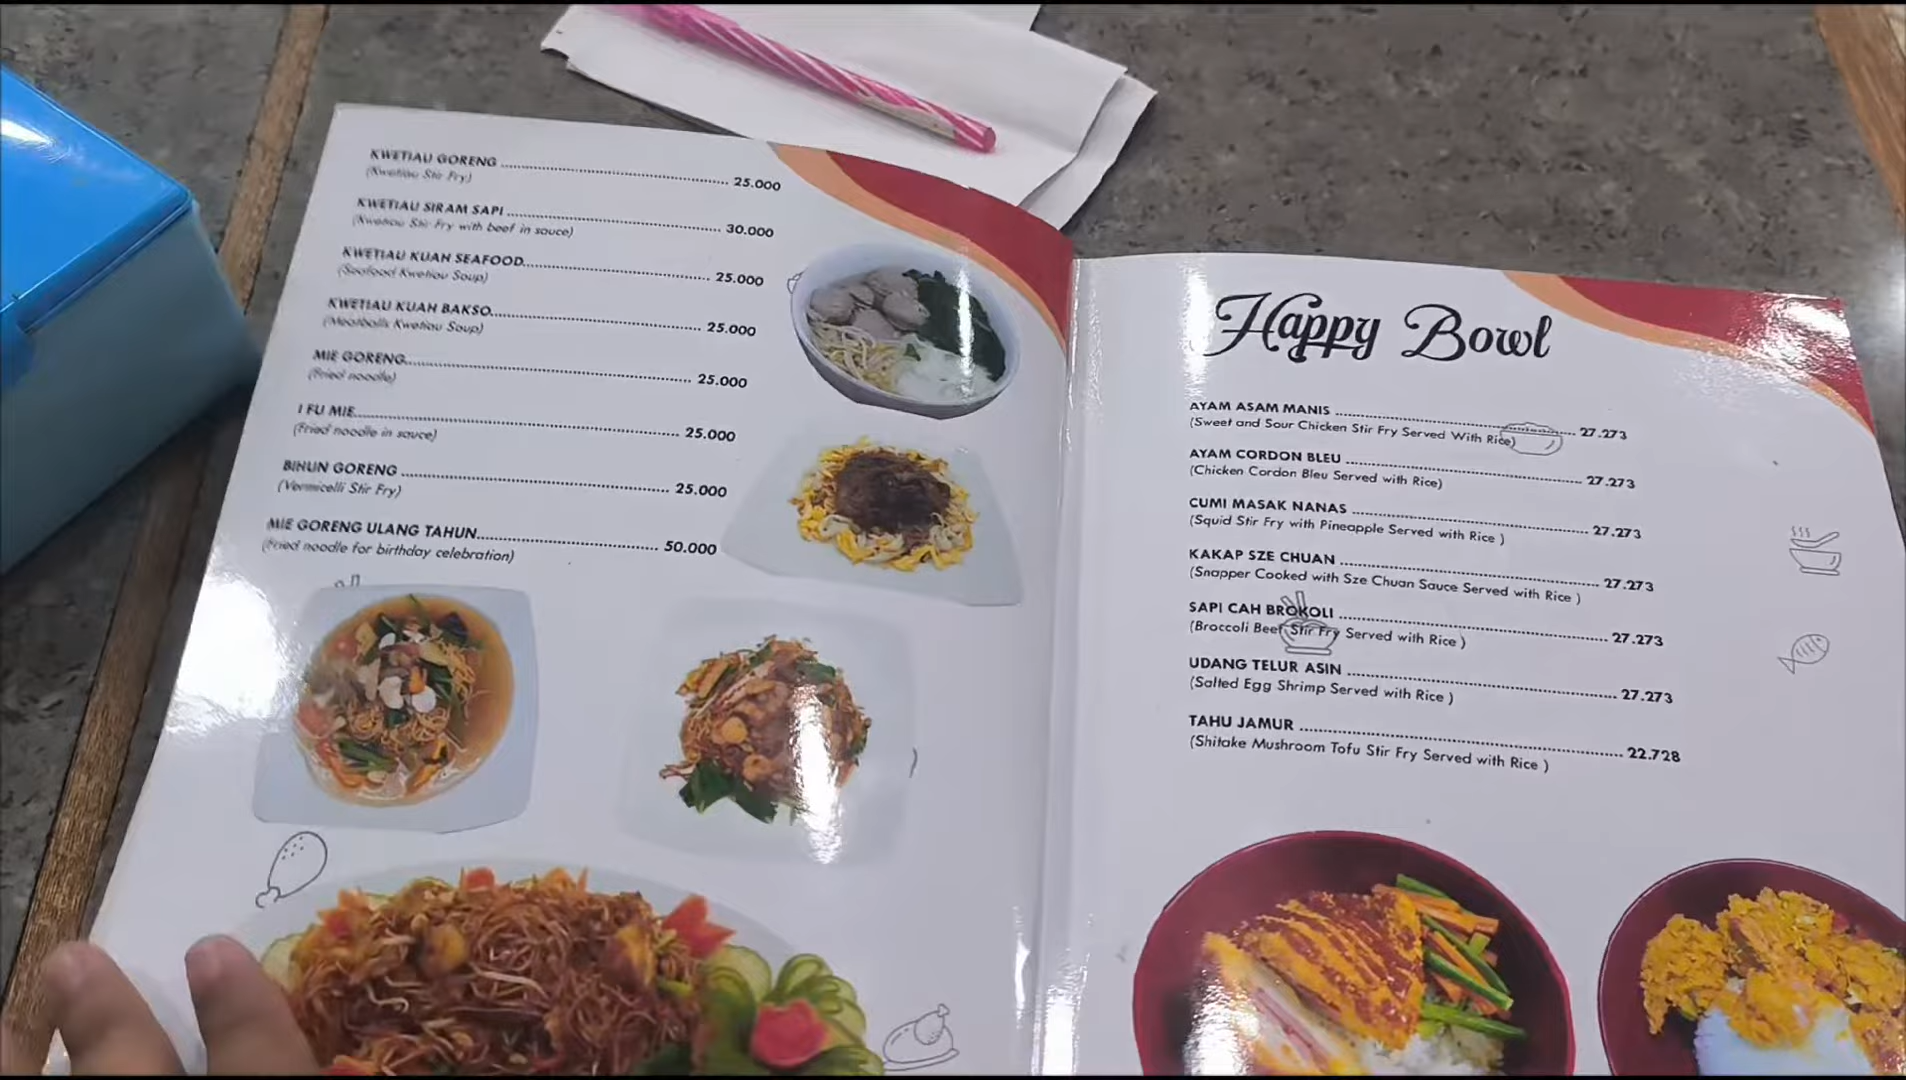 KWETIAU GORENG ........ 25.000
(Kwetiau Stir Fry)
KWETIAU SIRAM SAPI ........ 30.000
(Kwetiau Stir Fry with beef in sauce)
KWETIAU KUAH SEAFOOD........ 25.000
(Seafood Kwetiau Soup)
KWETIAU KUAH BAKSO........ 25.000
(Meatballs Kwetiau Soup)
MIE GORENG........ 25.000
(Fried noodle)
I FU MIE........ 25.000
(Fried noodle in sauce)
BIHUN GORENG ........ 25.000
(Vermicelli Stir Fry)
MIE GORENG ULANG TAHUN........ 50.000
(Fried noodle for birthday celebration)
Happy Bowl
AYAM ASAM MANIS ........ 27.273
(Sweet and Sour Chicken Stir Fry Served With Rice)
AYAM CORDON BLEU ........ 27.273
(Chicken Cordon Bleu Served with Rice)
CUMI MASAK NANAS ........ 27.273
(Squid Stir Fry with Pineapple Served with Rice )
KAKAP SZE CHUAN ........ 27.273
(Snapper Cooked with Sze Chuan Sauce Served with Rice )
SAPI CAH BROKOLI ........ 27.273
(Broccoli Beef Stir Fry Served with Rice )
UDANG TELUR ASIN ........ 27.273
(Salted Egg Shrimp Served with Rice )
TAHU JAMUR ........ 22.728
(Shitake Mushroom Tofu Stir Fry Served with Rice )